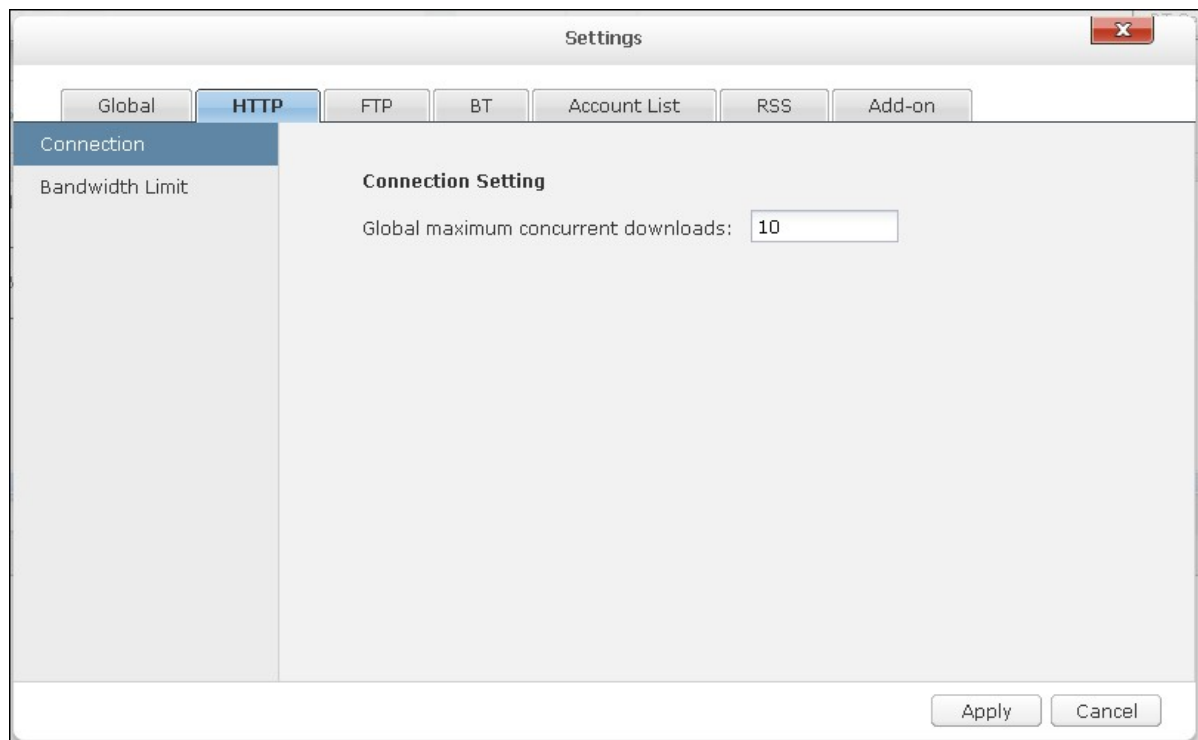 Settings
x
Global HTTP FTP BT Account List RSS Add-on
Connection
Bandwidth Limit
Connection Setting
Global maximum concurrent downloads: 10
Apply Cancel